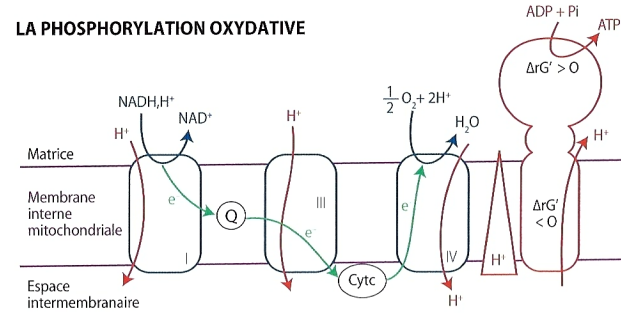 LA PHOSPHORYLATION OXYDATIVE
ADP + Pi
ATP
ΔrG' > O
NADH,H⁺
NAD⁺
H⁺
H⁺
1/2 O₂ + 2H⁺
H₂O
H⁺
Matrice
Membrane
interne
mitochondriale
e
Q
III
e⁻
e
ΔrG'
< O
I
IV
H⁺
Cytc
Espace
intermembranaire
H⁺